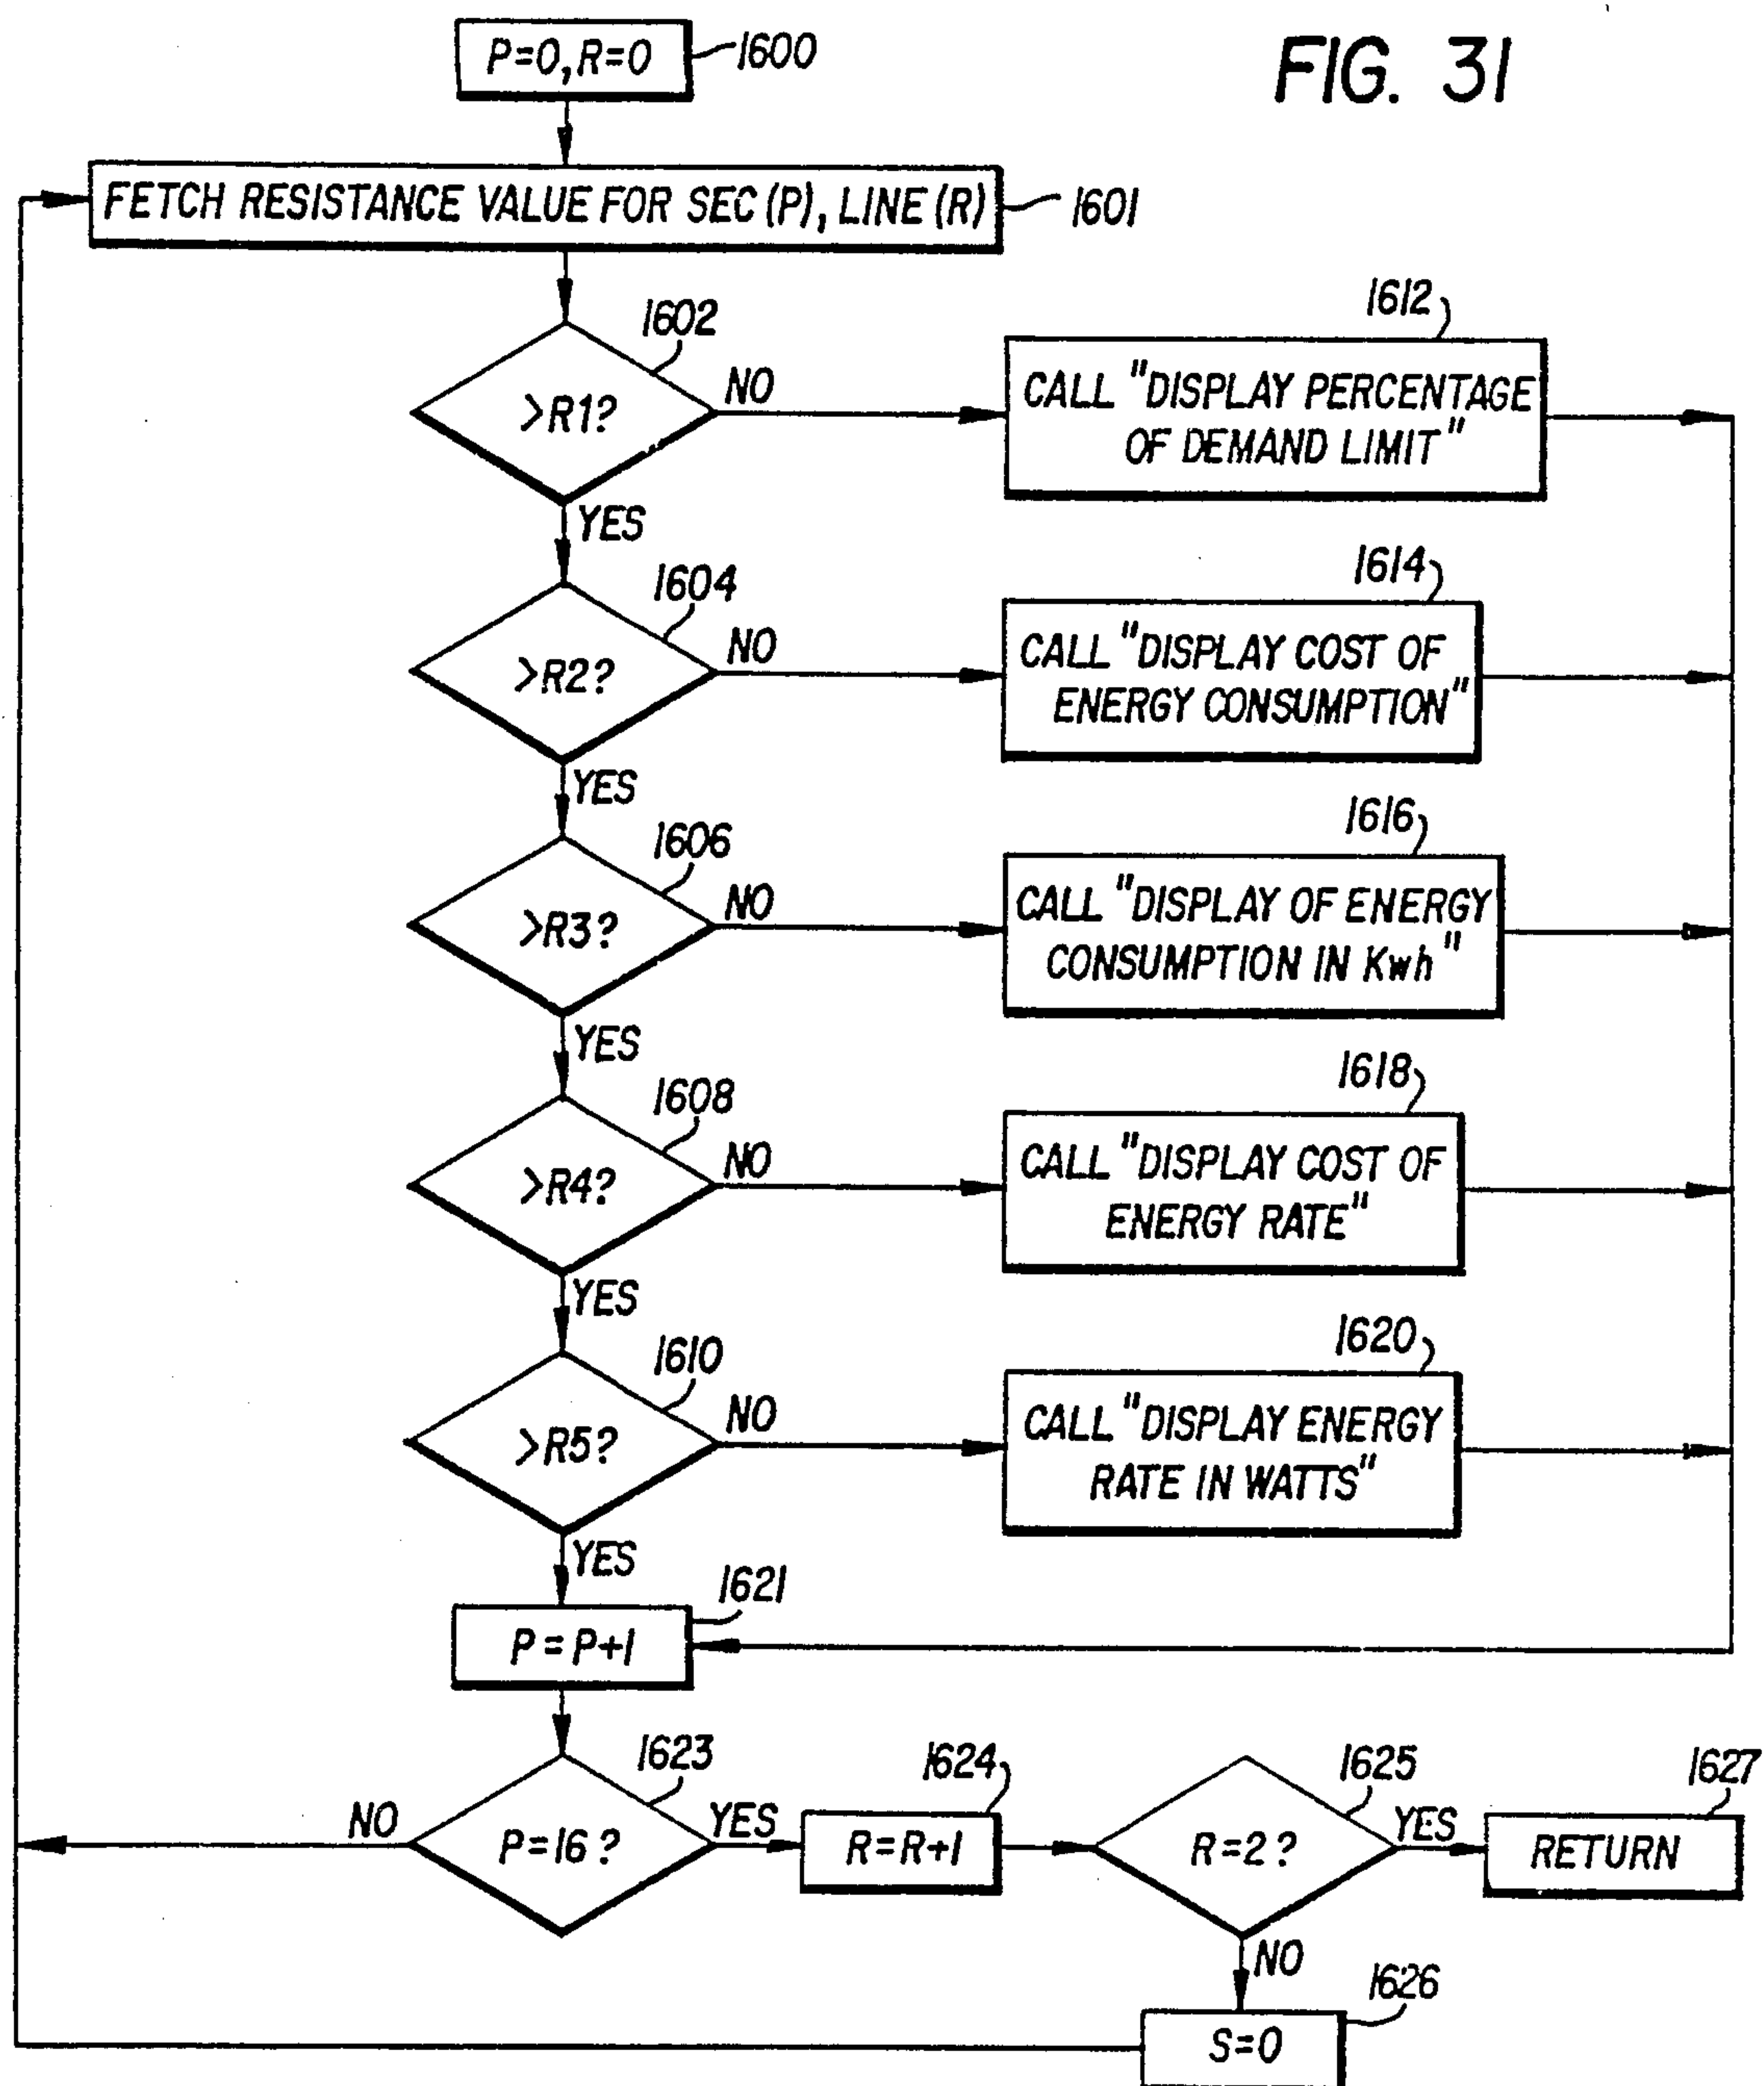 FIG. 31
P=0, R=0
1600
FETCH RESISTANCE VALUE FOR SEC (P), LINE (R)
1601
1602
>R1?
NO
YES
1612
CALL "DISPLAY PERCENTAGE
OF DEMAND LIMIT"
1604
>R2?
NO
YES
1614
CALL "DISPLAY COST OF
ENERGY CONSUMPTION"
1606
>R3?
NO
YES
1616
CALL "DISPLAY OF ENERGY
CONSUMPTION IN Kwh"
1608
>R4?
NO
YES
1618
CALL "DISPLAY COST OF
ENERGY RATE"
1610
>R5?
NO
YES
1620
CALL "DISPLAY ENERGY
RATE IN WATTS"
1621
P = P+1
1623
NO
P=16 ?
YES
1624
R=R+1
1625
R=2 ?
YES
NO
1627
RETURN
1626
S=0